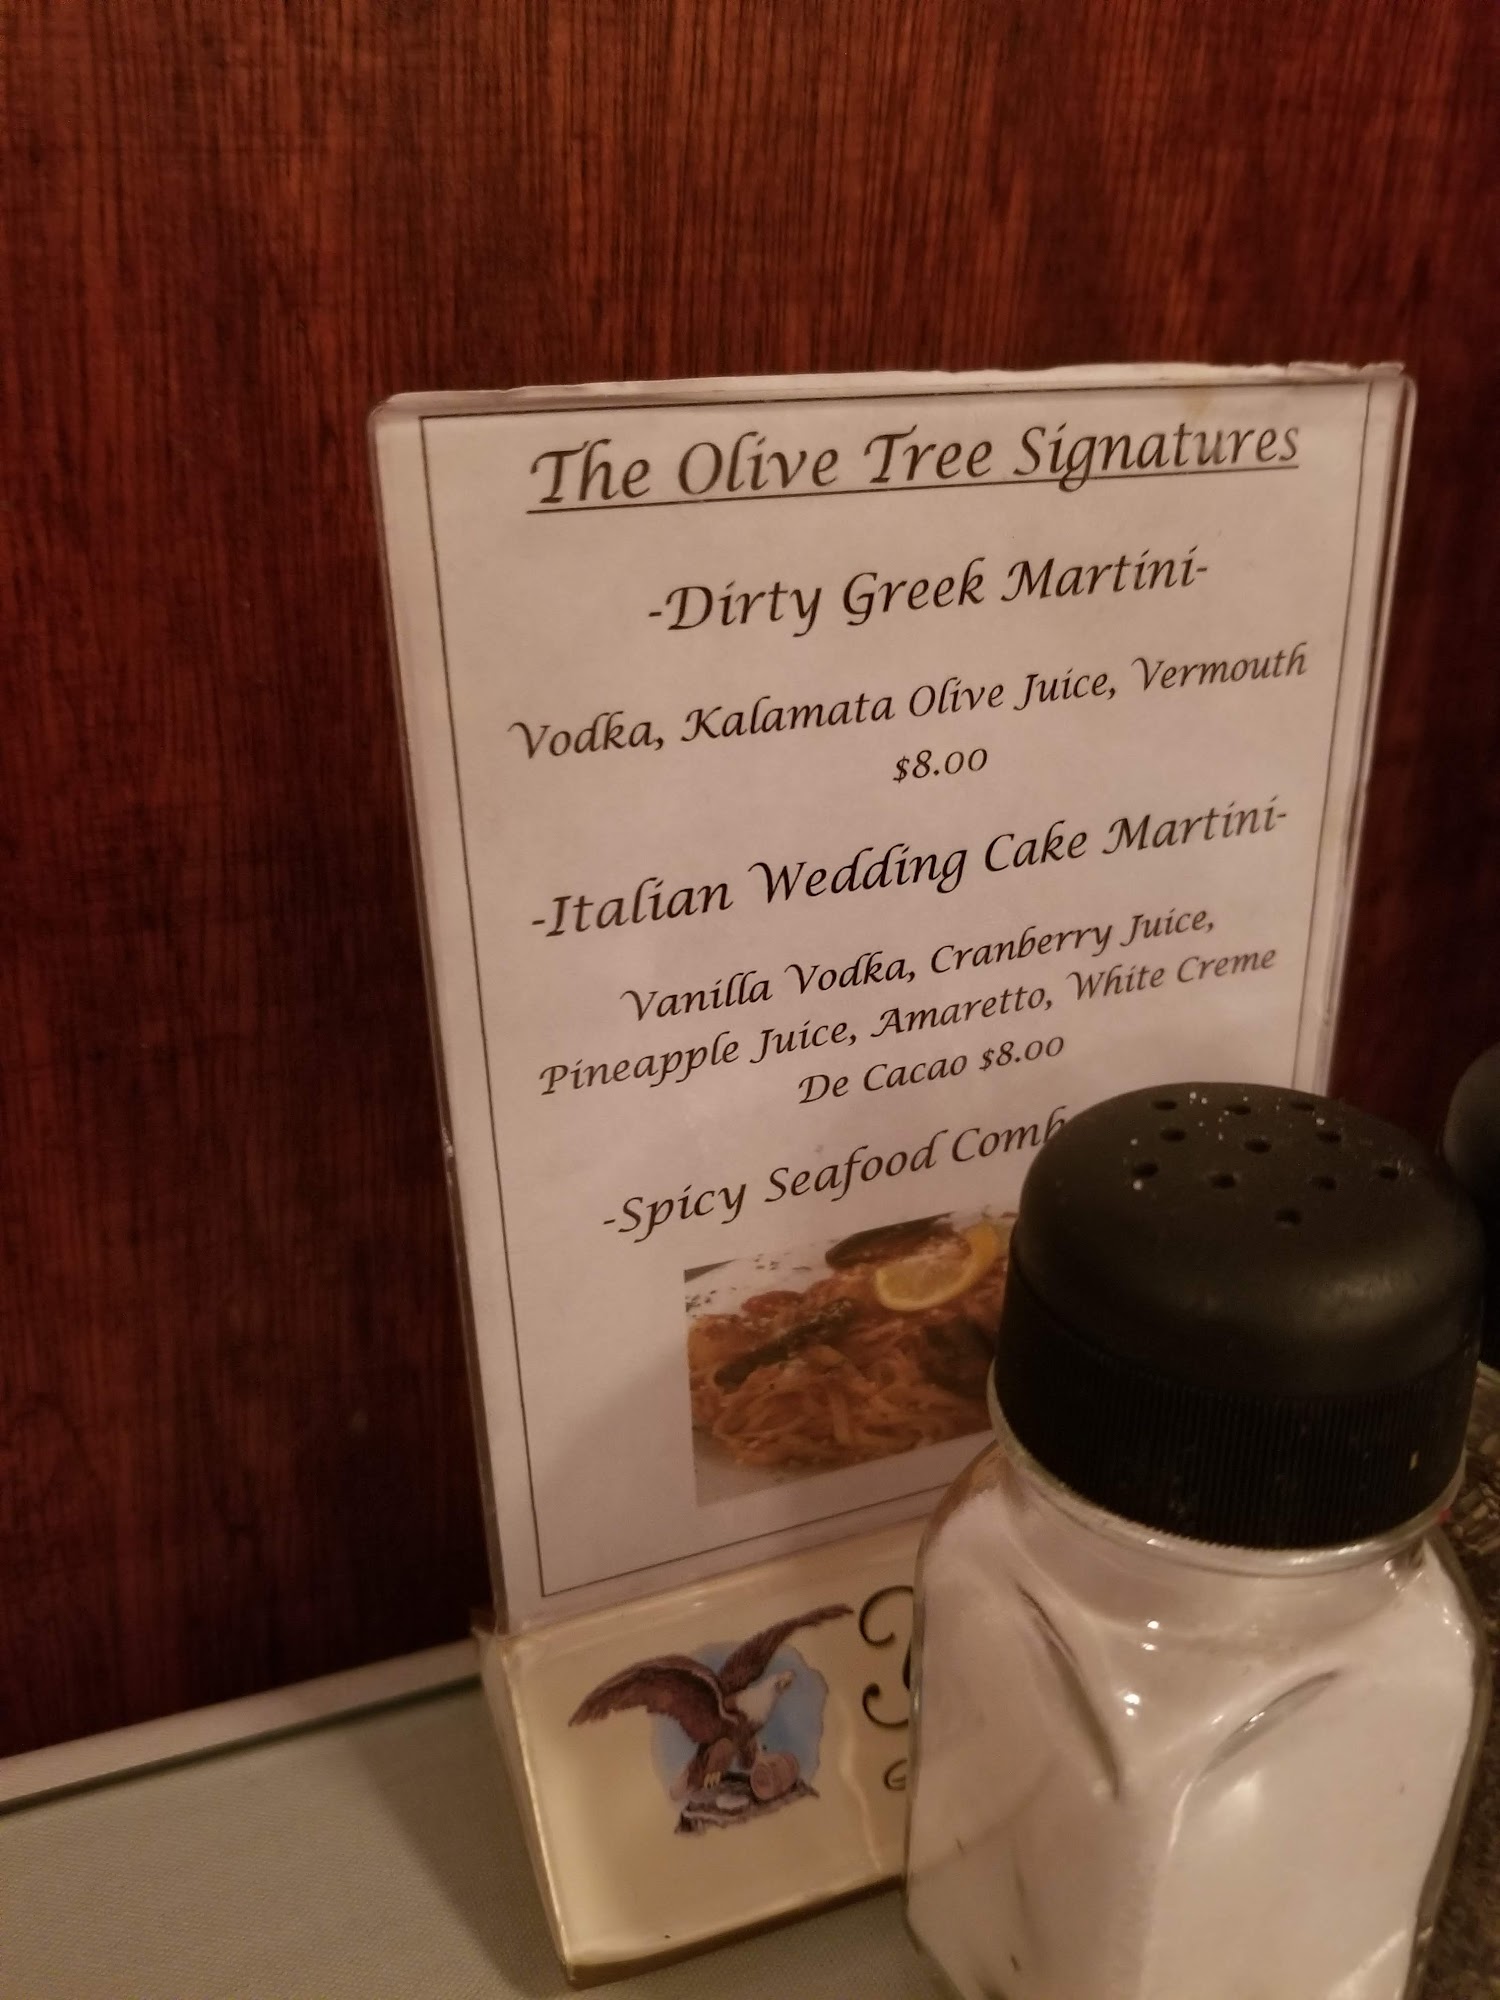 The Olive Tree Signatures
-Dirty Greek Martini-
Vodka, Kalamata Olive Juice, Vermouth
$8.00
-Italian Wedding Cake Martini-
Vanilla Vodka, Cranberry Juice,
Pineapple Juice, Amaretto, White Creme
De Cacao $8.00
-Spicy Seafood